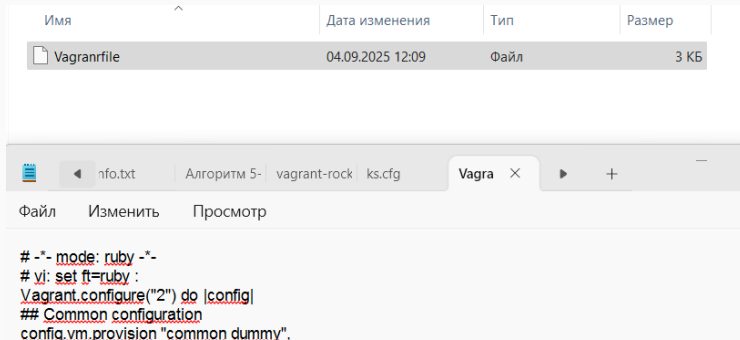 Имя Дата изменения Тип Размер
Vagranrfile 04.09.2025 12:09 Файл 3 КБ
nfo.txt Алгоритм 5- vagrant-rock ks.cfg Vagra
Файл Изменить Просмотр
# -*- mode: ruby -*-
# vi: set ft=ruby :
Vagrant.configure("2") do |config|
## Common configuration
config.vm.provision "common dummy",